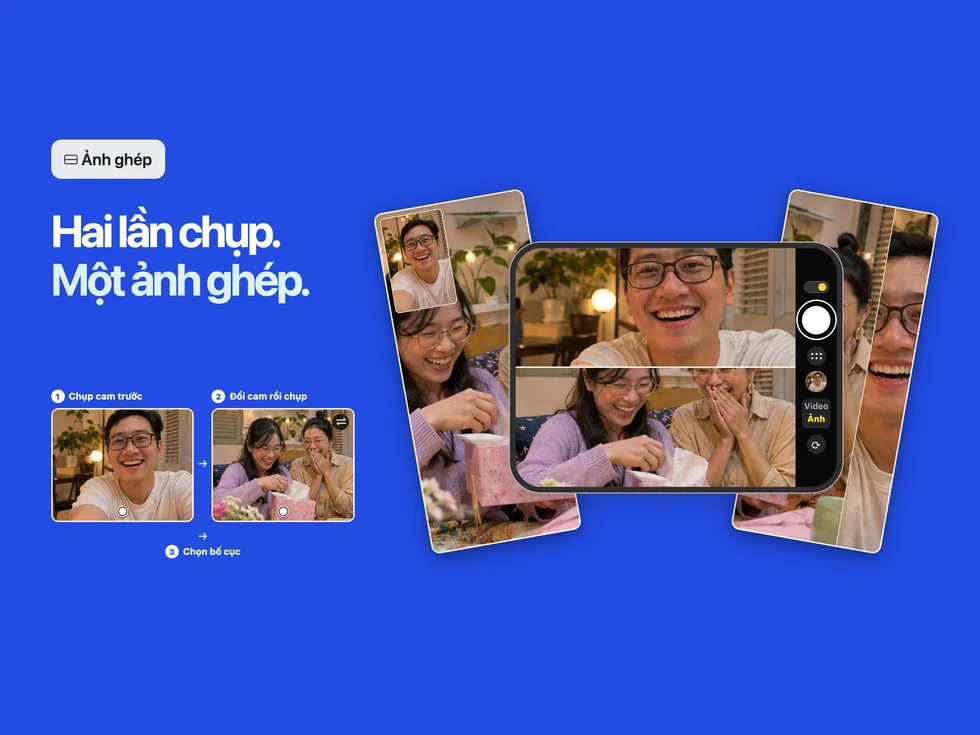 Ảnh ghép
Hai lần chụp.
Một ảnh ghép.
1 Chụp cam trước
2 Đổi cam rồi chụp
3 Chọn bố cục
Video
Ảnh